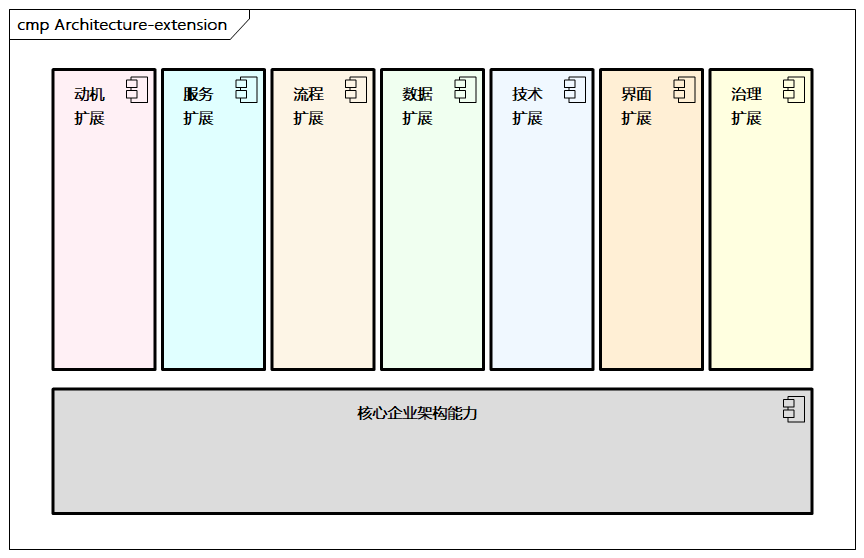 cmp Architecture-extension
动机
扩展
服务
扩展
流程
扩展
数据
扩展
技术
扩展
界面
扩展
治理
扩展
核心企业架构能力